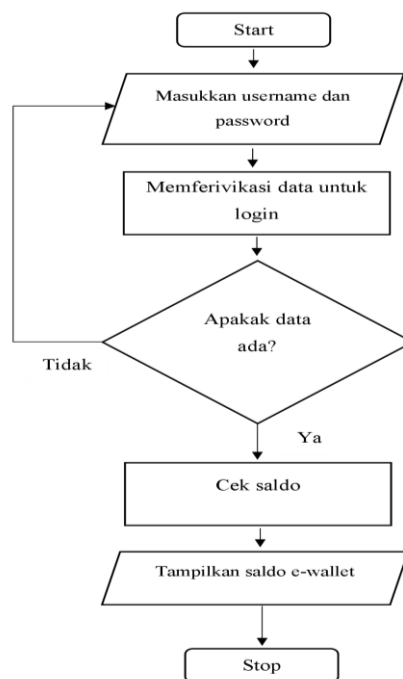 Start
Masukkan username dan
password
Memferivikasi data untuk
login
Apakak data
ada?
Tidak
Ya
Cek saldo
Tampilkan saldo e-wallet
Stop